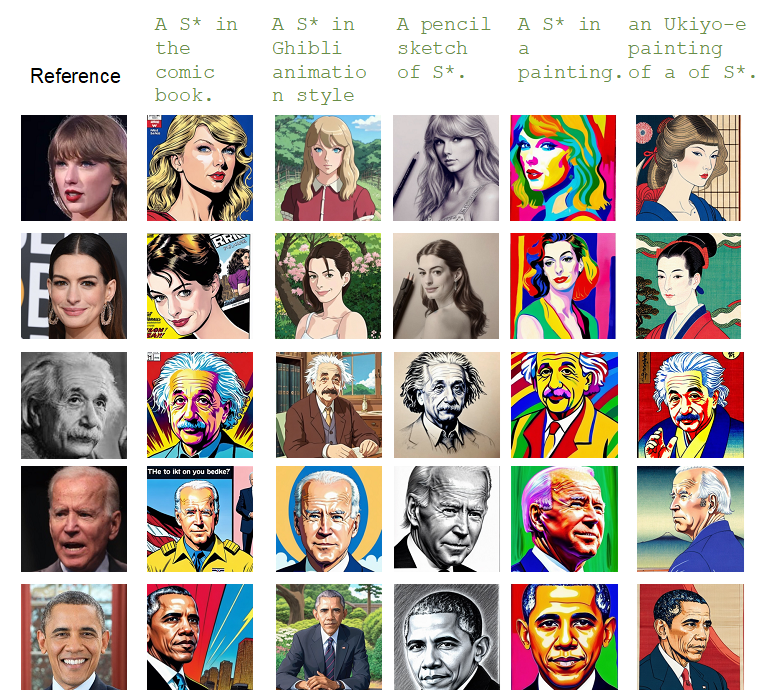 A S* in
the
comic
book.
A S* in
Ghibli
animatio
n style
A pencil
sketch
of S*.
A S* in
a
painting.
an Ukiyo-e
painting
of a of S*.
Reference
THe to ikt on you bedke?